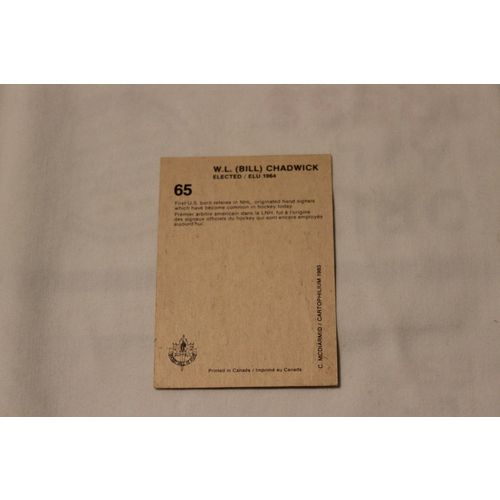 W.L. (BILL) CHADWICK
ELECTED / ELU 1964
65
First U.S. born referee in NHL, originated hand signals
which have become common in hockey today.
Premier arbitre américain dans la LNH, fut à l'origine
des signaux officiels du hockey qui sont encore employés
aujourd'hui.
C. MCDIARMID / CARTOPHILIUM 1983
Printed in Canada / Imprimé au Canada